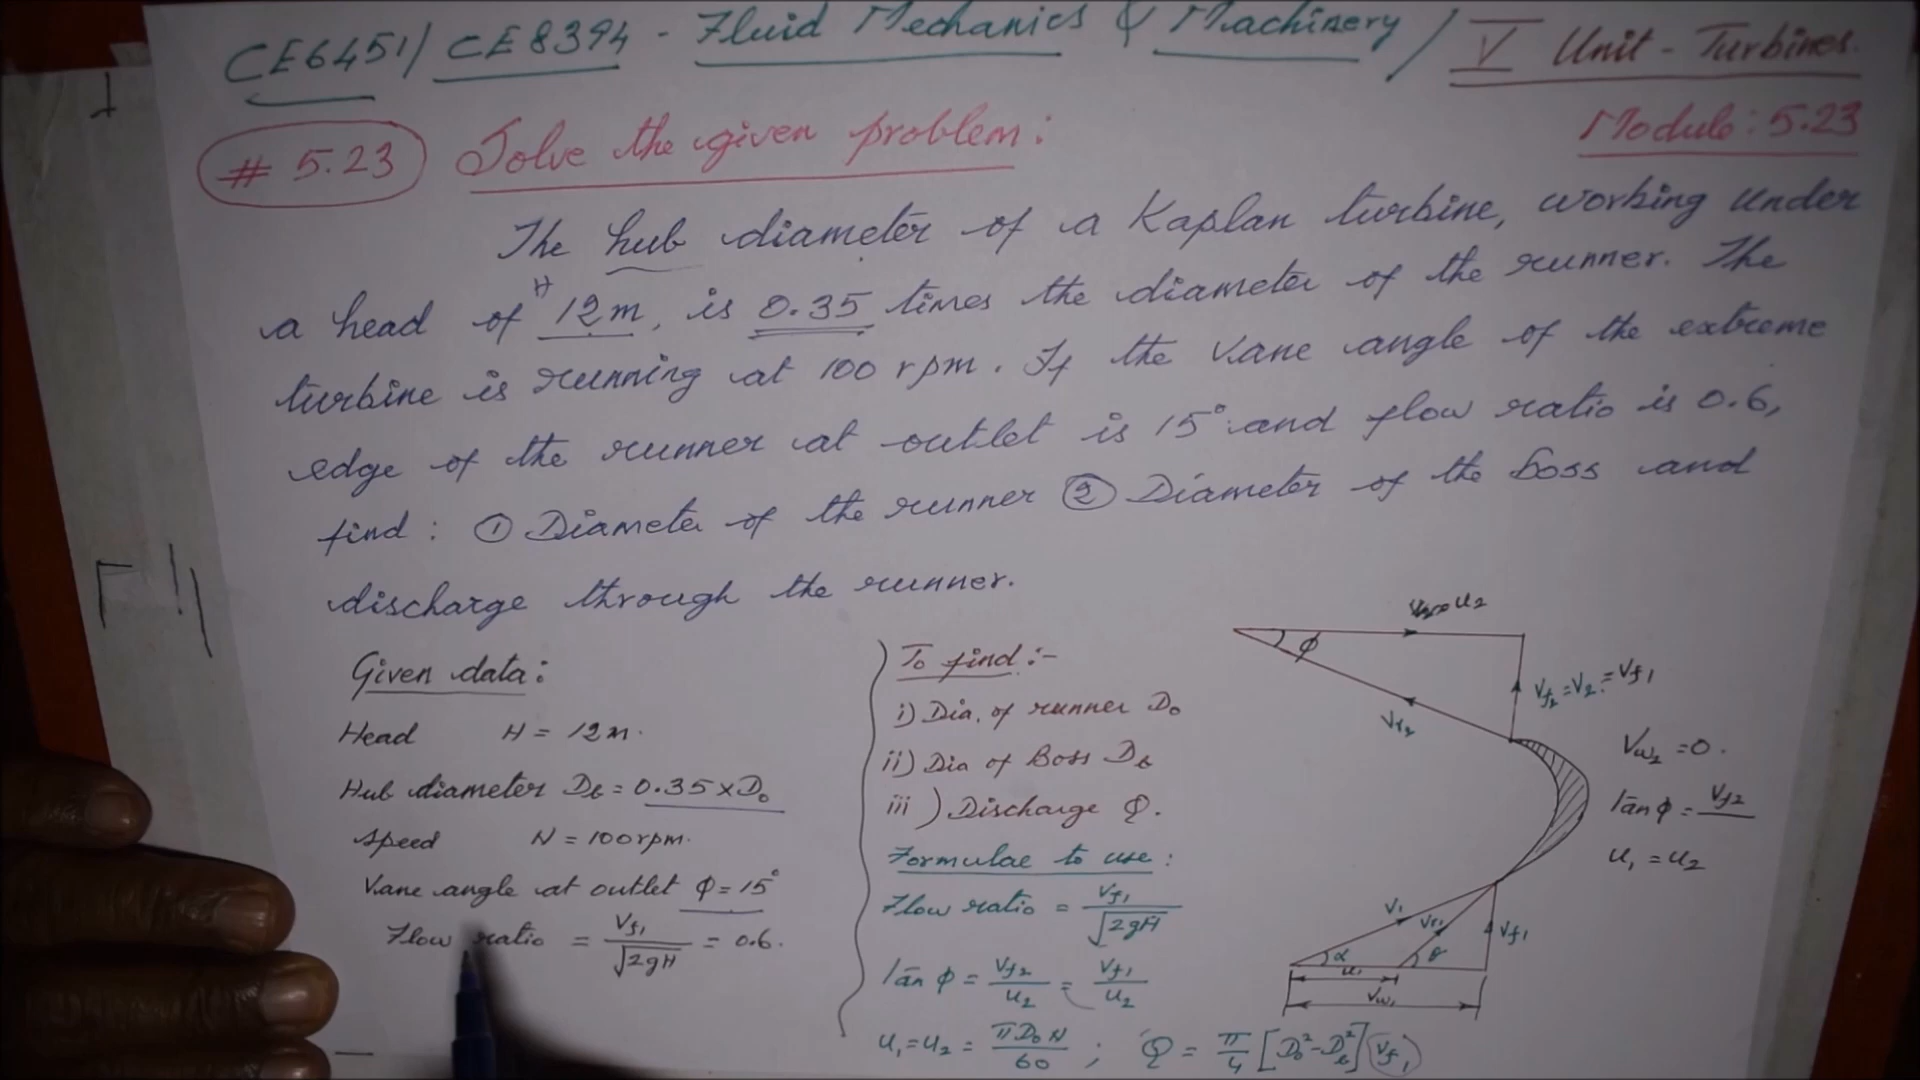 CE6451/ CE8394 - Fluid Mechanics & Machinery / V Unit - Turbines.
Module: 5.23
# 5.23 Solve the given problem:
The hub diameter of a Kaplan turbine, working under
H
a head of 12m, is 0.35 times the diameter of the runner. The
turbine is running at 100 rpm. If the vane angle of the extreme
edge of the runner at outlet is 15° and flow ratio is 0.6,
find: ① Diameter of the runner ② Diameter of the boss and
discharge through the runner.
Given data:
Head H = 12m.
Hub diameter Db = 0.35 × Do
Speed N = 100 rpm.
Vane angle at outlet φ = 15°
Flow ratio = Vf1 / √2gH = 0.6.
To find:-
i) Dia. of runner Do
ii) Dia of Boss Db
iii) Discharge Q.
Formulae to use:
Flow ratio = Vf1 / √2gH
tan φ = Vf2 / u2 = Vf1 / u2
u1 = u2 = πDoN / 60 ; Q = π/4 [Do² - Db²] (Vf1)
u2
φ
Vr2
Vf2 = V2 = Vf1
Vw2 = 0.
tan φ = Vf2
u1 = u2
V1
Vr1
Vf1
α
θ
u1
Vw1